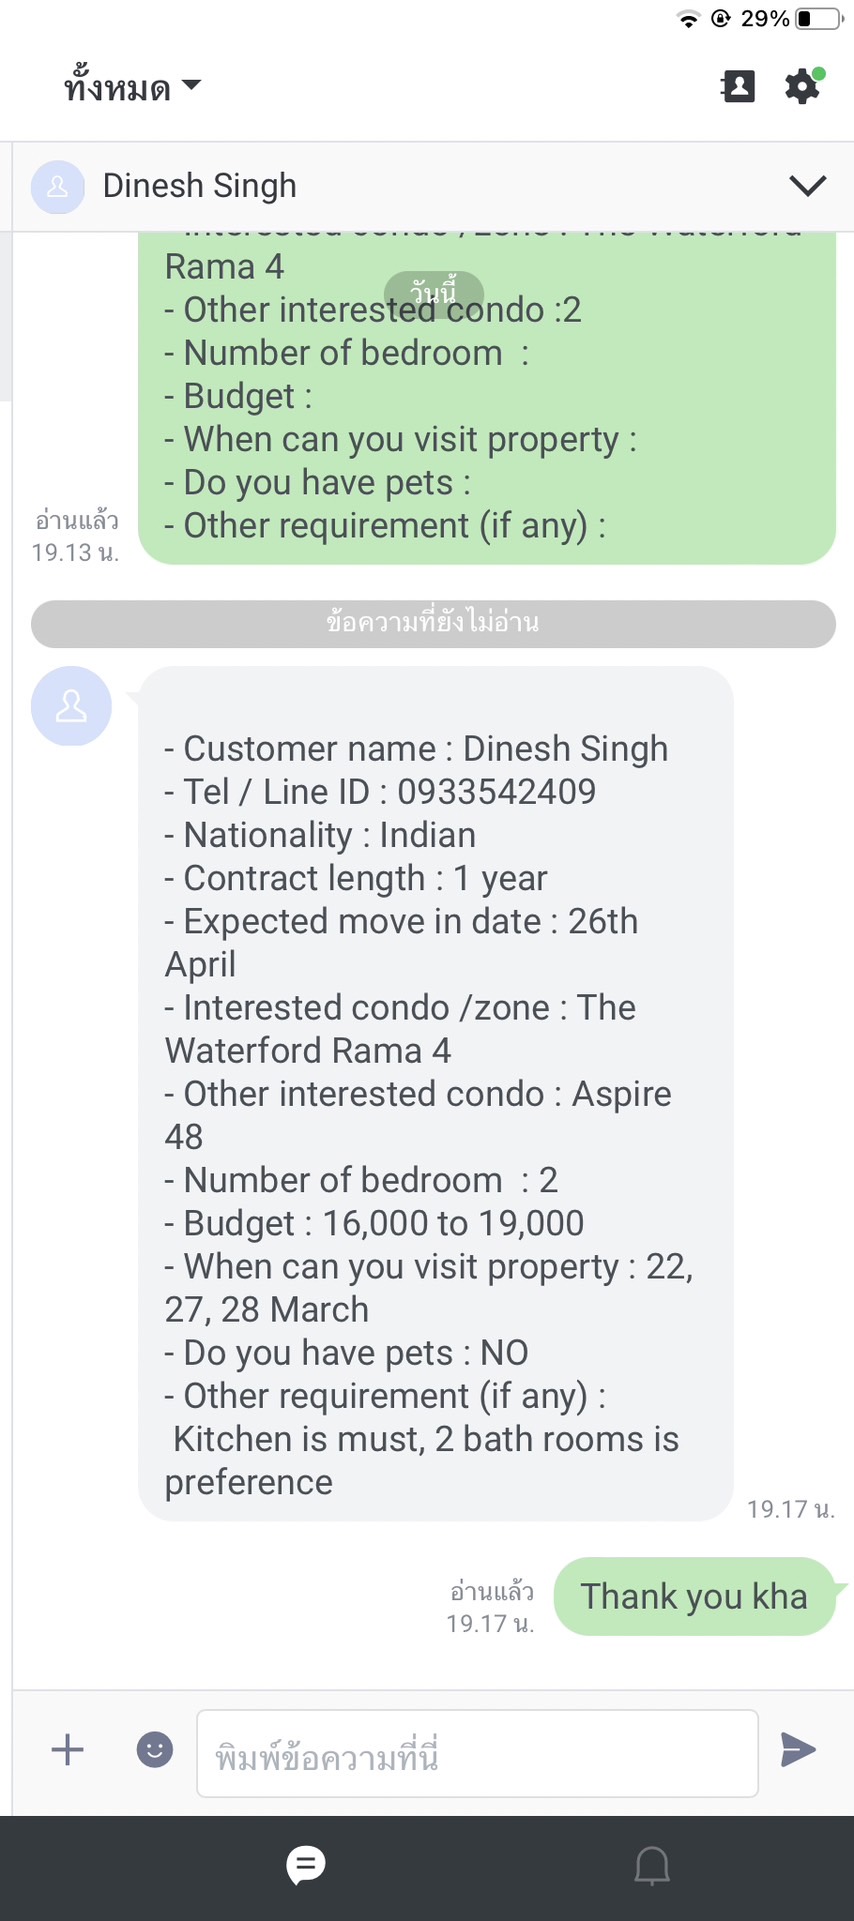 29%
ทั้งหมด
Dinesh Singh
- Interested condo /zone : The Waterford
Rama 4
วันนี้
- Other interested condo :2
- Number of bedroom  :
- Budget :
- When can you visit property :
- Do you have pets :
- Other requirement (if any) :
อ่านแล้ว
19.13 น.
ข้อความที่ยังไม่อ่าน
- Customer name : Dinesh Singh
- Tel / Line ID : 0933542409
- Nationality : Indian
- Contract length : 1 year
- Expected move in date : 26th
April
- Interested condo /zone : The
Waterford Rama 4
- Other interested condo : Aspire
48
- Number of bedroom  : 2
- Budget : 16,000 to 19,000
- When can you visit property : 22,
27, 28 March
- Do you have pets : NO
- Other requirement (if any) :
Kitchen is must, 2 bath rooms is
preference
19.17 น.
อ่านแล้ว
19.17 น.
Thank you kha
พิมพ์ข้อความที่นี่